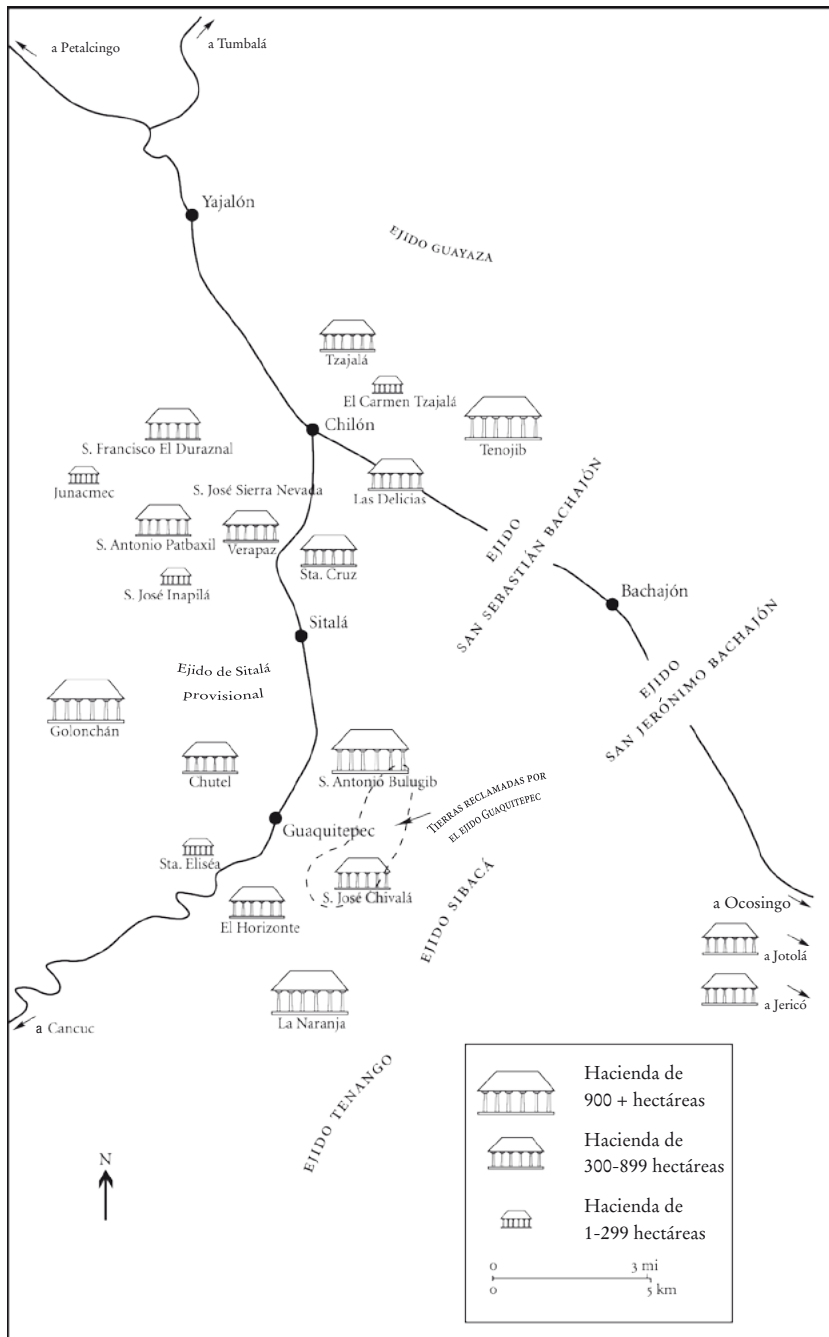 a Petalcingo
a Tumbalá
Yajalón
EJIDO GUAYAZA
Tzajalá
El Carmen Tzajalá
Tenojib
S. Francisco El Duraznal
Chilón
Junacmec
S. José Sierra Nevada
Las Delicias
S. Antonio Patbaxil
Verapaz
Sta. Cruz
S. José Inapilá
EJIDO
SAN SEBASTIÁN BACHAJÓN
Bachajón
Sitalá
Ejido de Sitalá
provisional
EJIDO
SAN JERÓNIMO BACHAJÓN
Golonchán
Chutel
S. Antonio Bulugib
TIERRAS RECLAMADAS POR
EL EJIDO GUAQUITEPEC
Guaquitepec
Sta. Eliséa
S. José Chivalá
El Horizonte
EJIDO SIBACÁ
a Ocosingo
a Jotolá
a Jericó
La Naranja
a Cancuc
EJIDO TENANGO
N
Hacienda de
900 + hectáreas
Hacienda de
300-899 hectáreas
Hacienda de
1-299 hectáreas
0 3 mi
0 5 km